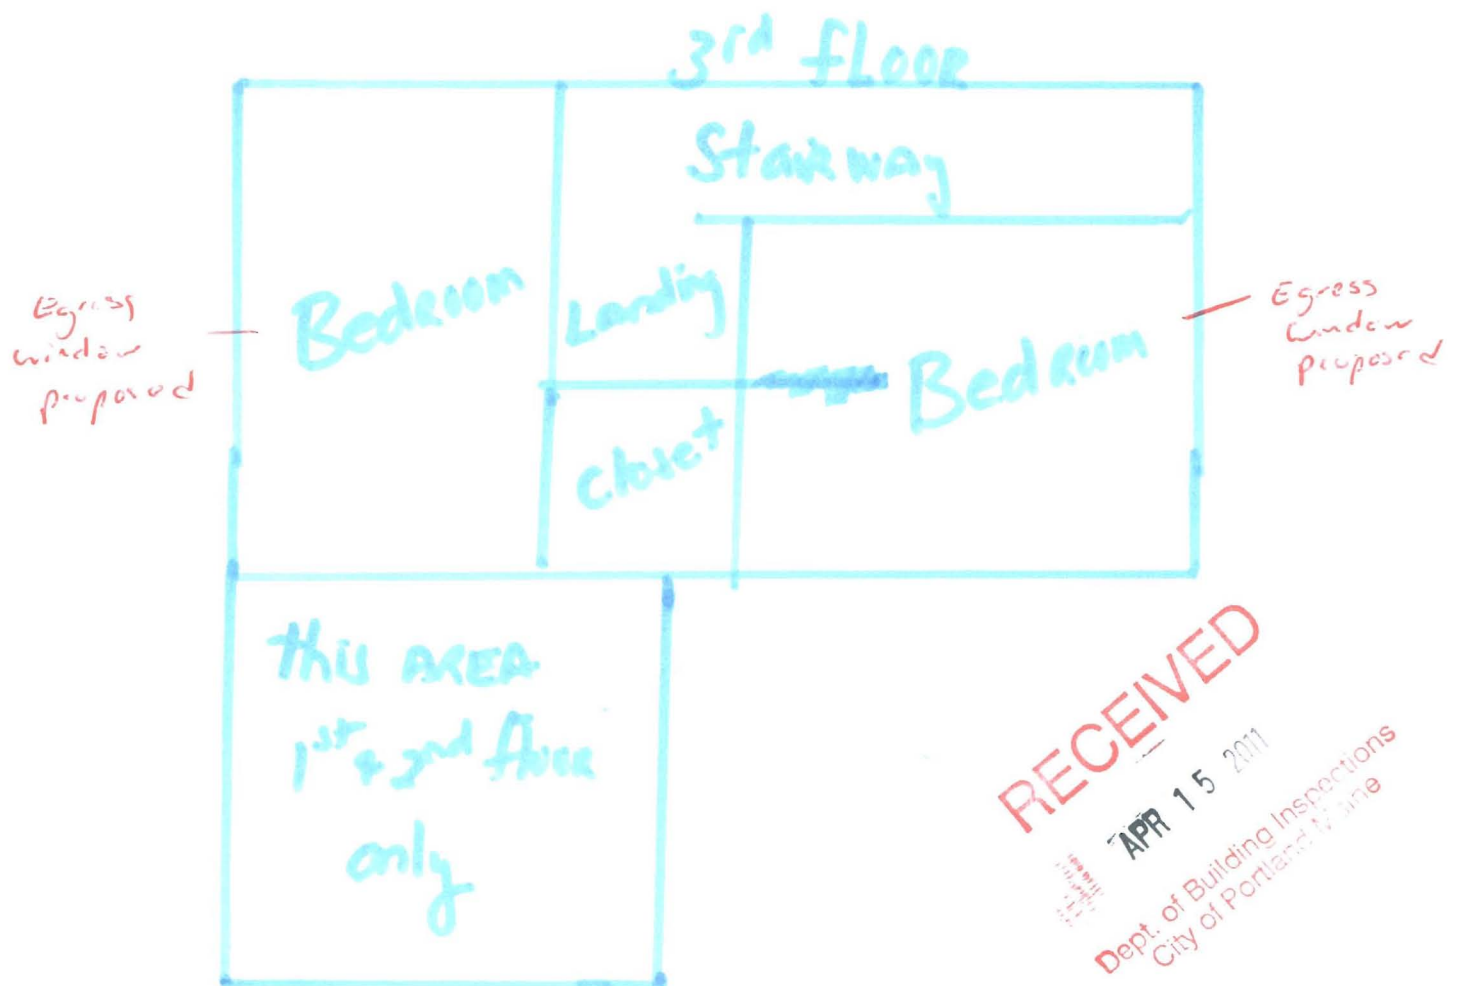 3rd fLOOR
Stairway
Bedroom
Landing
Bedroom
closet
Egress
window
proposed
Egress
window
proposed
this AREA
1st & 2nd floor
only
RECEIVED
APR 15 2011
Dept. of Building Inspections
City of Portland Maine